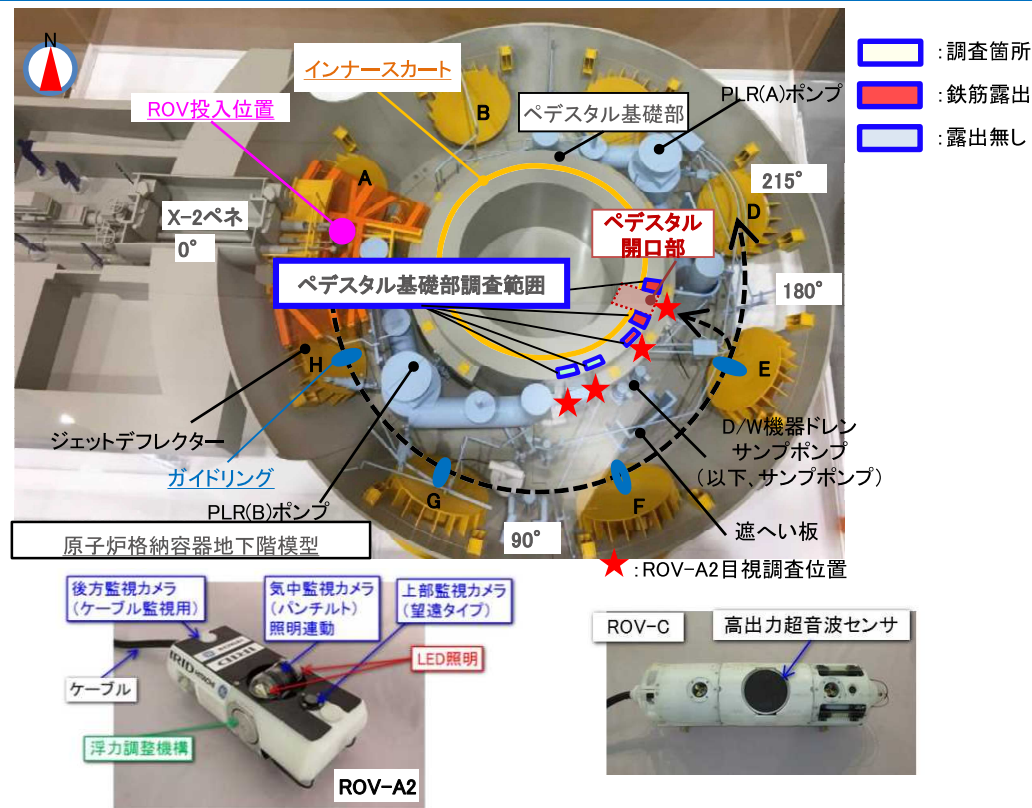 N
ROV投入位置
インナースカート
ペデスタル基礎部
PLR(A)ポンプ
:調査箇所
:鉄筋露出
:露出無し
B
A
X-2ペネ
0°
215°
D
ペデスタル
開口部
ペデスタル基礎部調査範囲
180°
H
E
ジェットデフレクター
ガイドリング
G
F
D/W機器ドレン
サンプポンプ
(以下、サンプポンプ)
PLR(B)ポンプ
90°
遮へい板
原子炉格納容器地下階模型
:ROV-A2目視調査位置
後方監視カメラ
(ケーブル監視用)
気中監視カメラ
(パンチルト)
照明連動
上部監視カメラ
(望遠タイプ)
LED照明
ケーブル
IRID
浮力調整機構
ROV-A2
ROV-C
高出力超音波センサ